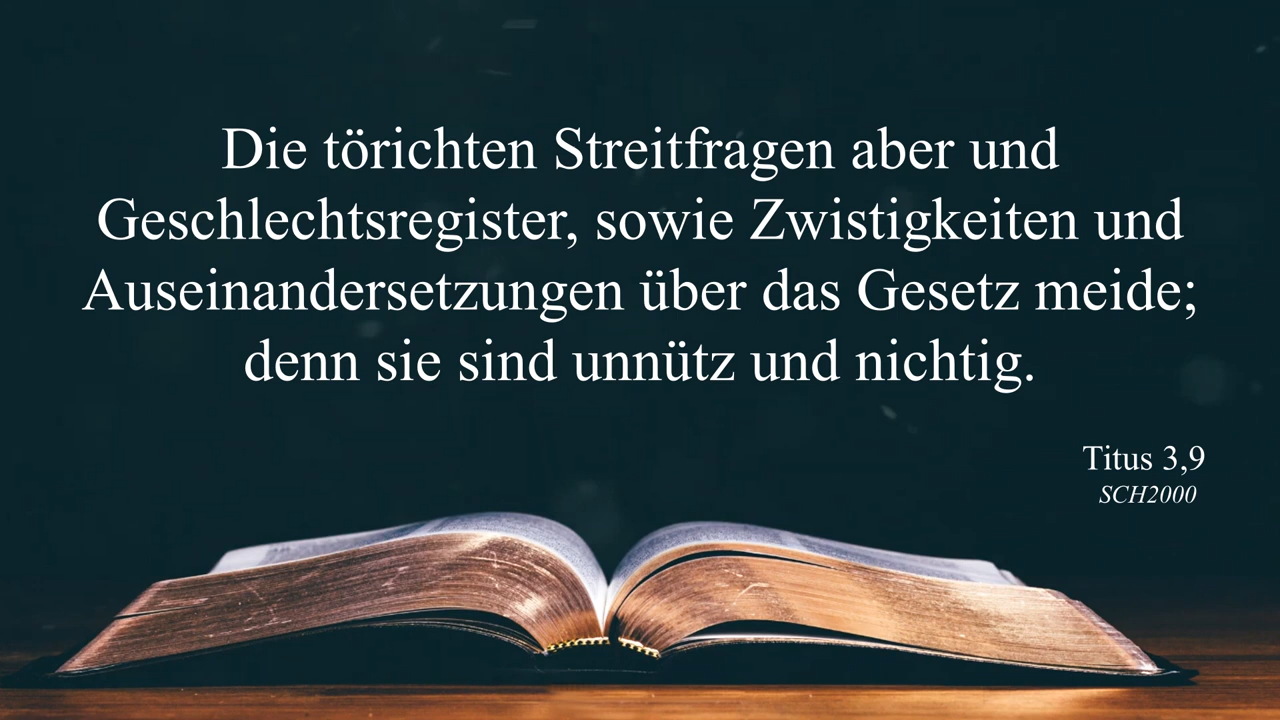 Die törichten Streitfragen aber und
Geschlechtsregister, sowie Zwistigkeiten und
Auseinandersetzungen über das Gesetz meide;
denn sie sind unnütz und nichtig.
Titus 3,9
SCH2000